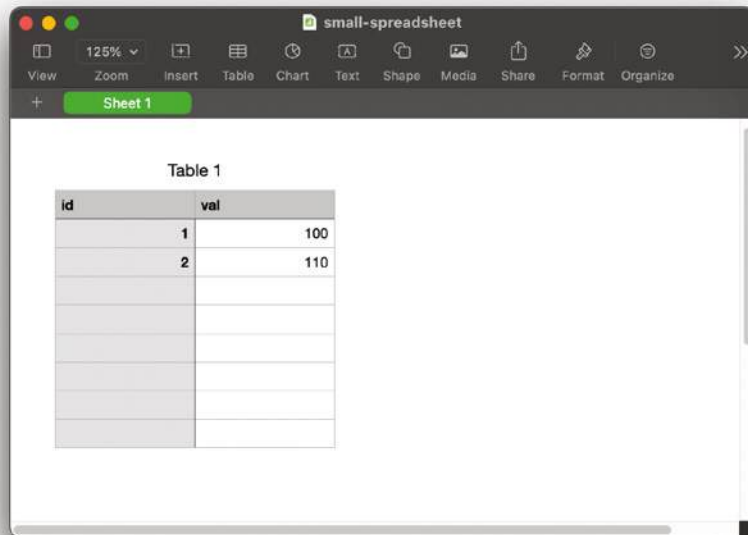 small-spreadsheet
125%
View Zoom Insert Table Chart Text Shape Media Share Format Organize
Sheet 1
Table 1
id val
1 100
2 110